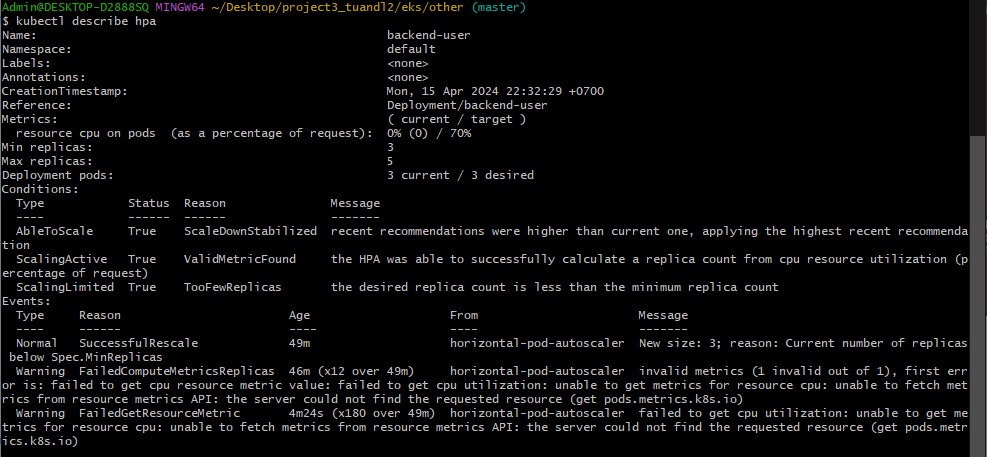 Admin@DESKTOP-D2888SQ MINGW64 ~/Desktop/project3_tuandl2/eks/other (master)
$ kubectl describe hpa
Name:                                                  backend-user
Namespace:                                             default
Labels:                                                <none>
Annotations:                                           <none>
CreationTimestamp:                                     Mon, 15 Apr 2024 22:32:29 +0700
Reference:                                             Deployment/backend-user
Metrics:                                               ( current / target )
  resource cpu on pods  (as a percentage of request):  0% (0) / 70%
Min replicas:                                          3
Max replicas:                                          5
Deployment pods:                                       3 current / 3 desired
Conditions:
  Type            Status  Reason               Message
  ----            ------  ------               -------
  AbleToScale     True    ScaleDownStabilized  recent recommendations were higher than current one, applying the highest recent recommenda
tion
  ScalingActive   True    ValidMetricFound     the HPA was able to successfully calculate a replica count from cpu resource utilization (p
ercentage of request)
  ScalingLimited  True    TooFewReplicas       the desired replica count is less than the minimum replica count
Events:
  Type     Reason                        Age                    From                       Message
  ----     ------                        ----                   ----                       -------
  Normal   SuccessfulRescale             49m                    horizontal-pod-autoscaler  New size: 3; reason: Current number of replicas
 below Spec.MinReplicas
  Warning  FailedComputeMetricsReplicas  46m (x12 over 49m)     horizontal-pod-autoscaler  invalid metrics (1 invalid out of 1), first err
or is: failed to get cpu resource metric value: failed to get cpu utilization: unable to get metrics for resource cpu: unable to fetch met
rics from resource metrics API: the server could not find the requested resource (get pods.metrics.k8s.io)
  Warning  FailedGetResourceMetric       4m24s (x180 over 49m)  horizontal-pod-autoscaler  failed to get cpu utilization: unable to get me
trics for resource cpu: unable to fetch metrics from resource metrics API: the server could not find the requested resource (get pods.metr
ics.k8s.io)